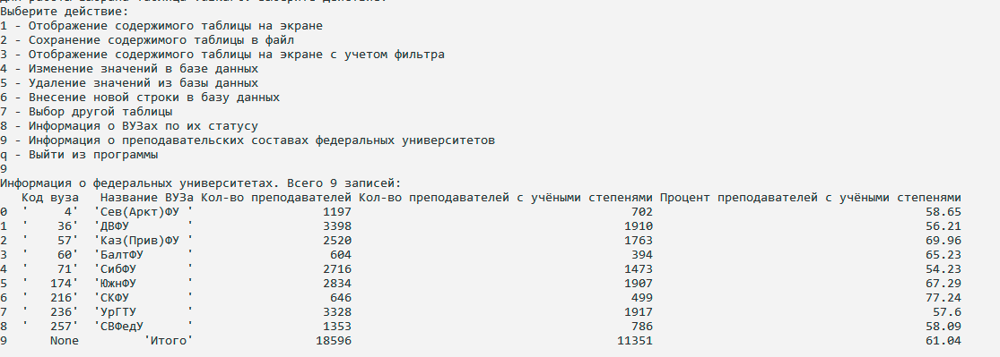 Выберите действие:
1 - Отображение содержимого таблицы на экране
2 - Сохранение содержимого таблицы в файл
3 - Отображение содержимого таблицы на экране с учетом фильтра
4 - Изменение значений в базе данных
5 - Удаление значений из базы данных
6 - Внесение новой строки в базу данных
7 - Выбор другой таблицы
8 - Информация о ВУЗах по их статусу
9 - Информация о преподавательских составах федеральных университетов
q - Выйти из программы
9
Информация о федеральных университетах. Всего 9 записей:
Код вуза Название ВУЗа Кол-во преподавателей Кол-во преподавателей с учёными степенями Процент преподавателей с учёными степенями
0 ' 4' 'Сев(Аркт)ФУ ' 1197 702 58.65
1 ' 36' 'ДВФУ ' 3398 1910 56.21
2 ' 57' 'Каз(Прив)ФУ ' 2520 1763 69.96
3 ' 60' 'БалтФУ ' 604 394 65.23
4 ' 71' 'СибФУ ' 2716 1473 54.23
5 ' 174' 'ЮжнФУ ' 2834 1907 67.29
6 ' 216' 'СКФУ ' 646 499 77.24
7 ' 236' 'УрГТУ ' 3328 1917 57.6
8 ' 257' 'СВФедУ ' 1353 786 58.09
9 None 'Итого' 18596 11351 61.04